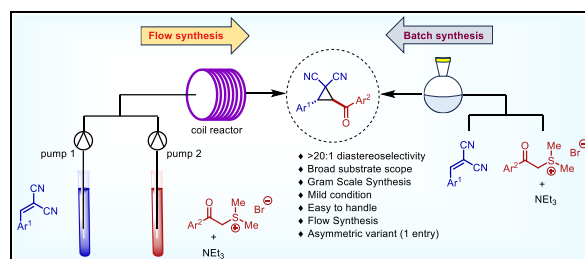 Flow synthesis
Batch synthesis
NC CN
Ar¹
Ar²
O
coil reactor
pump 1
pump 2
CN
CN
Ar¹
O
Ar²
S
Me
Me
Br
+
NEt₃
♦ >20:1 diastereoselectivity
♦ Broad substrate scope
♦ Gram Scale Synthesis
♦ Mild condition
♦ Easy to handle
♦ Flow Synthesis
♦ Asymmetric variant (1 entry)
CN
CN
Ar¹
O
Ar²
S
Me
Me
Br
+
NEt₃